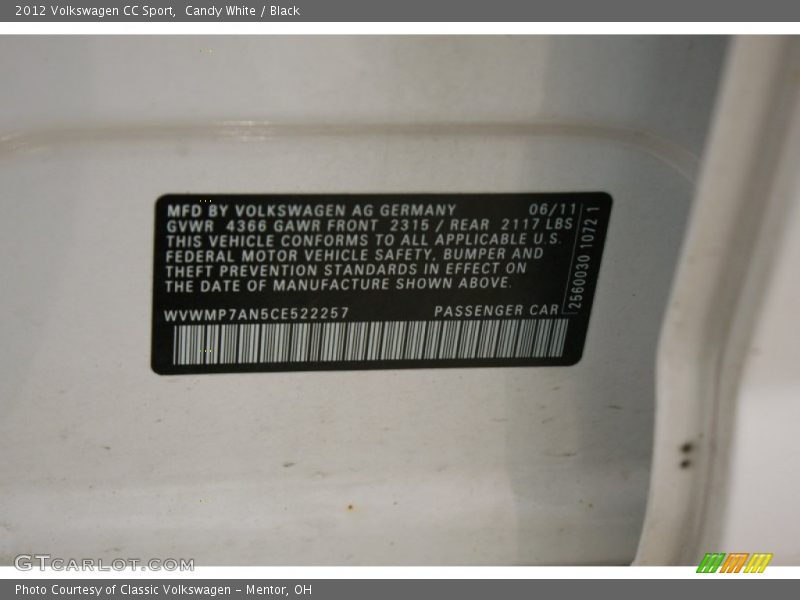 2012 Volkswagen CC Sport,  Candy White / Black
MFD BY VOLKSWAGEN AG GERMANY 06/11
GVWR 4366 GAWR FRONT 2315 / REAR 2117 LBS
THIS VEHICLE CONFORMS TO ALL APPLICABLE U.S.
FEDERAL MOTOR VEHICLE SAFETY, BUMPER AND
THEFT PREVENTION STANDARDS IN EFFECT ON
THE DATE OF MANUFACTURE SHOWN ABOVE.
WVWMP7AN5CE522257 PASSENGER CAR
2560030 1072 1
GTCARLOT.COM
Photo Courtesy of Classic Volkswagen - Mentor, OH